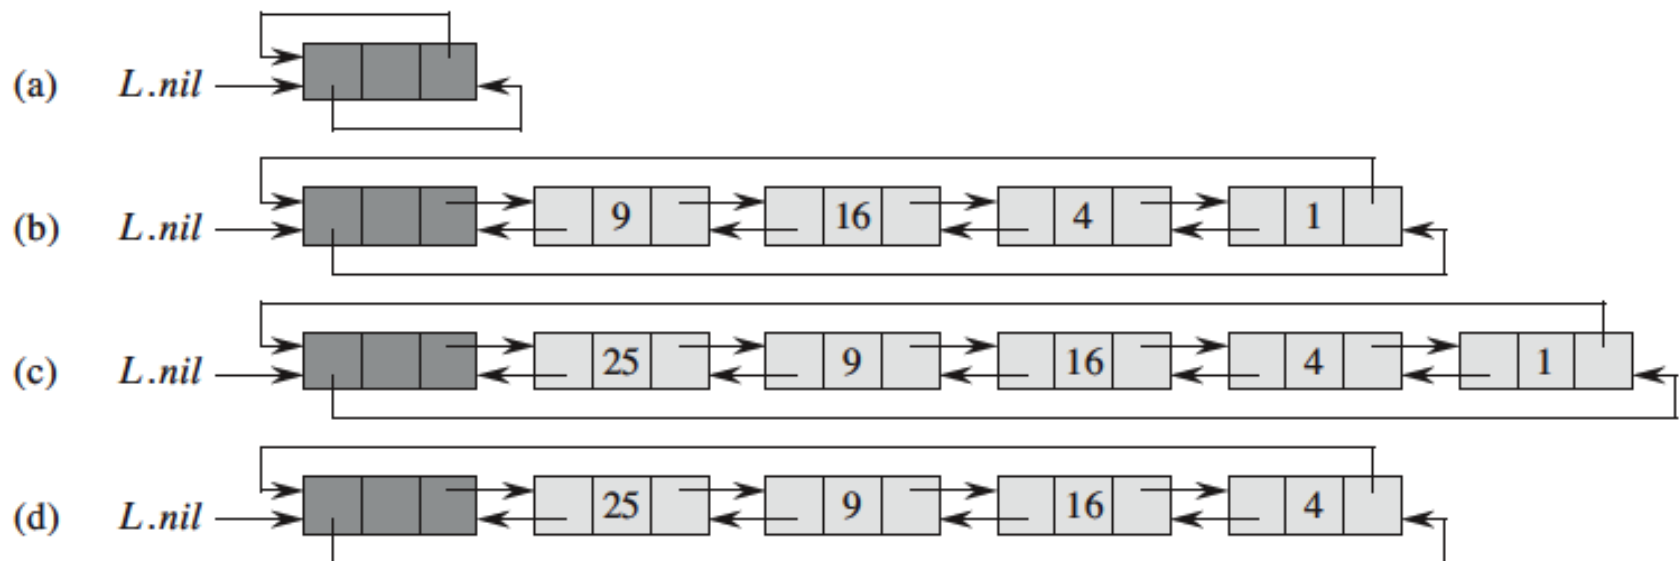 (a) L.nil
(b) L.nil 9 16 4 1
(c) L.nil 25 9 16 4 1
(d) L.nil 25 9 16 4